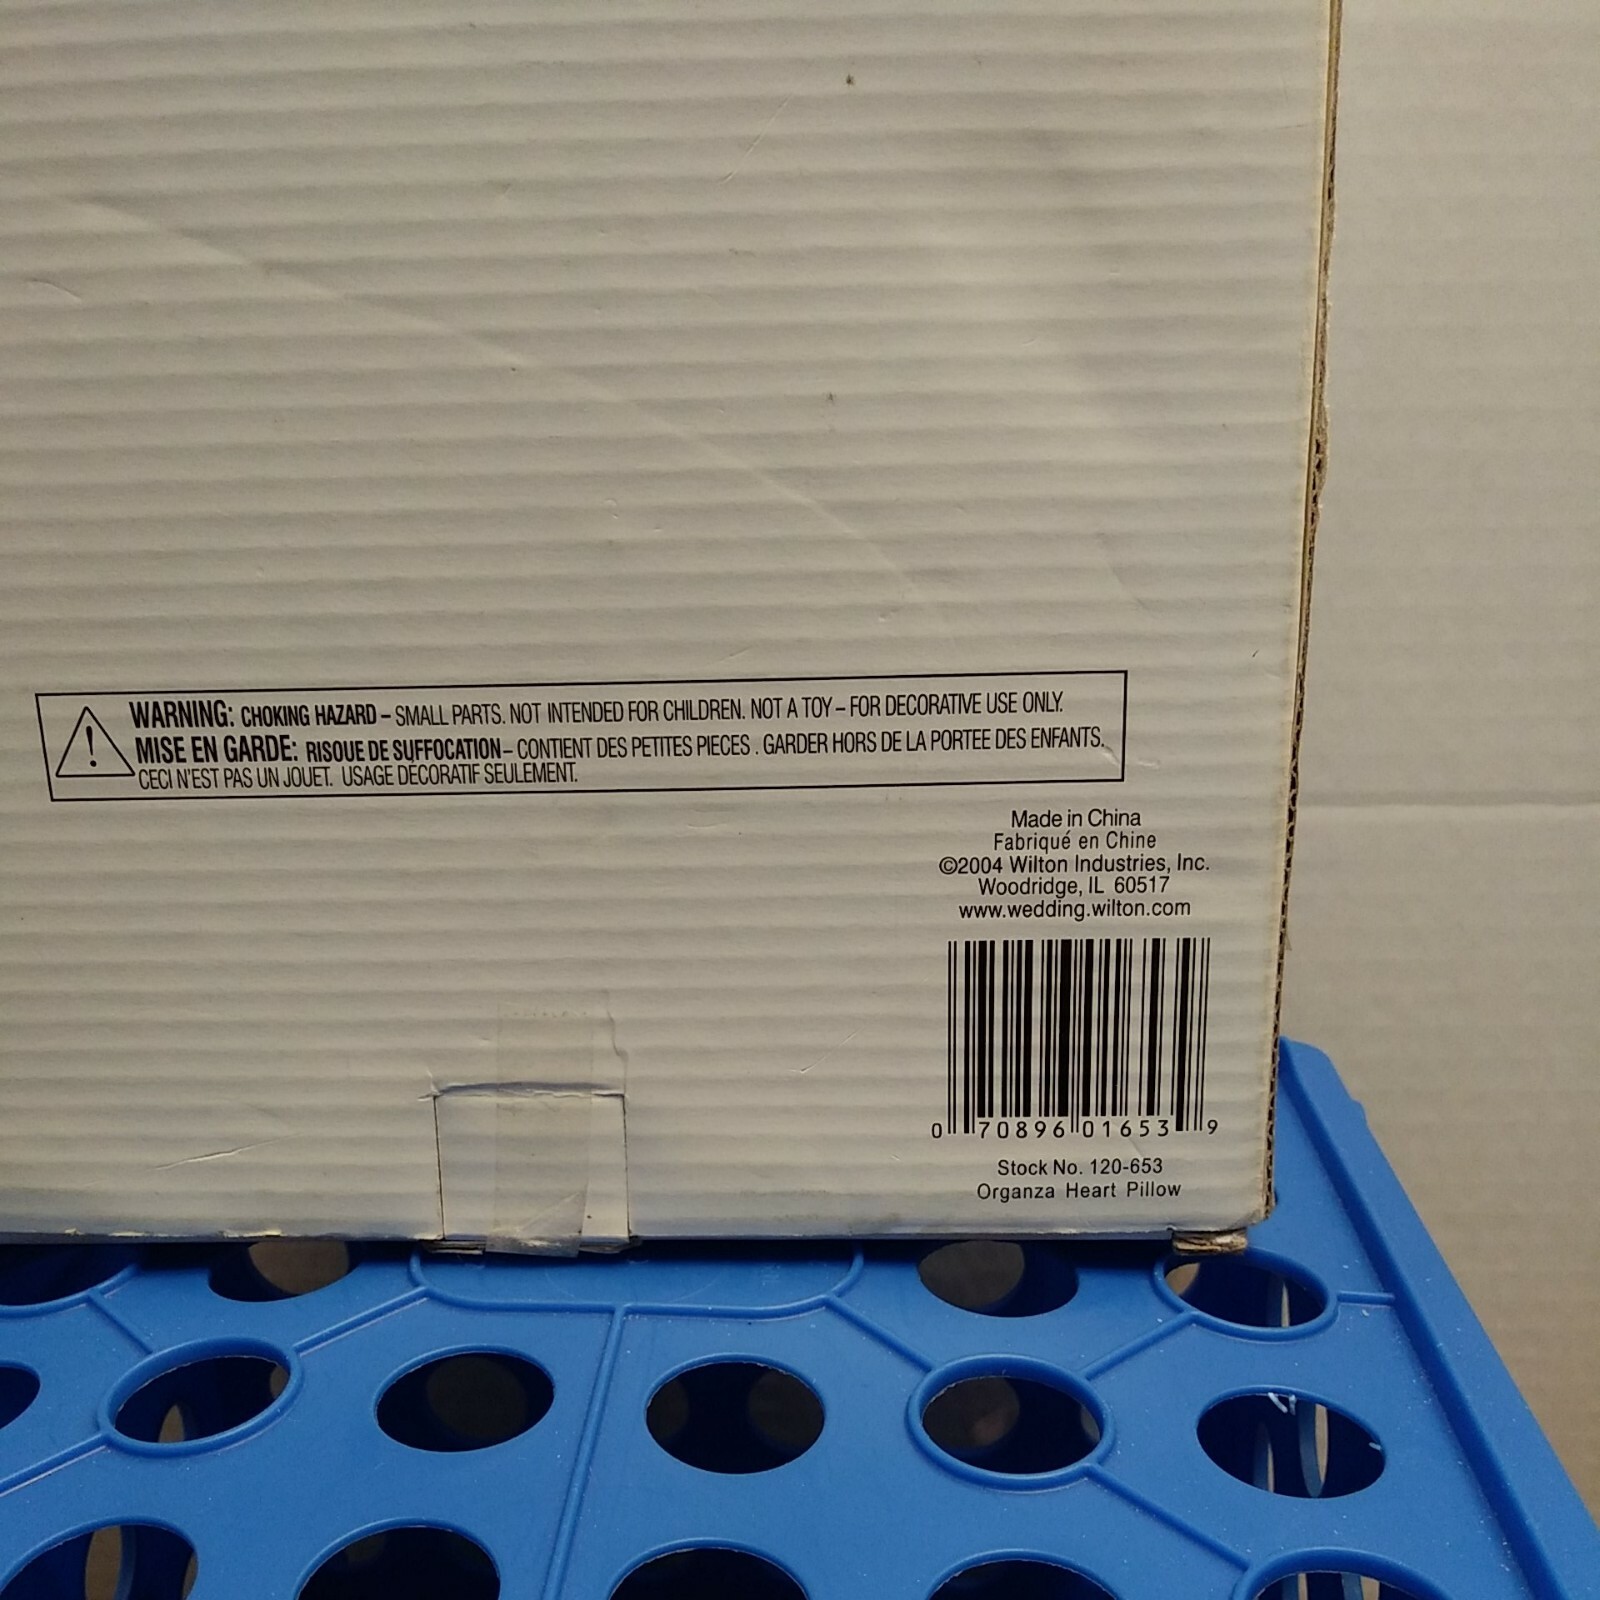 WARNING: CHOKING HAZARD – SMALL PARTS. NOT INTENDED FOR CHILDREN. NOT A TOY – FOR DECORATIVE USE ONLY.
MISE EN GARDE: RISQUE DE SUFFOCATION – CONTIENT DES PETITES PIECES . GARDER HORS DE LA PORTEE DES ENFANTS.
CECI N'EST PAS UN JOUET. USAGE DÉCORATIF SEULEMENT.
Made in China
Fabriqué en Chine
©2004 Wilton Industries, Inc.
Woodridge, IL 60517
www.wedding.wilton.com
0 70896 01653 9
Stock No. 120-653
Organza Heart Pillow